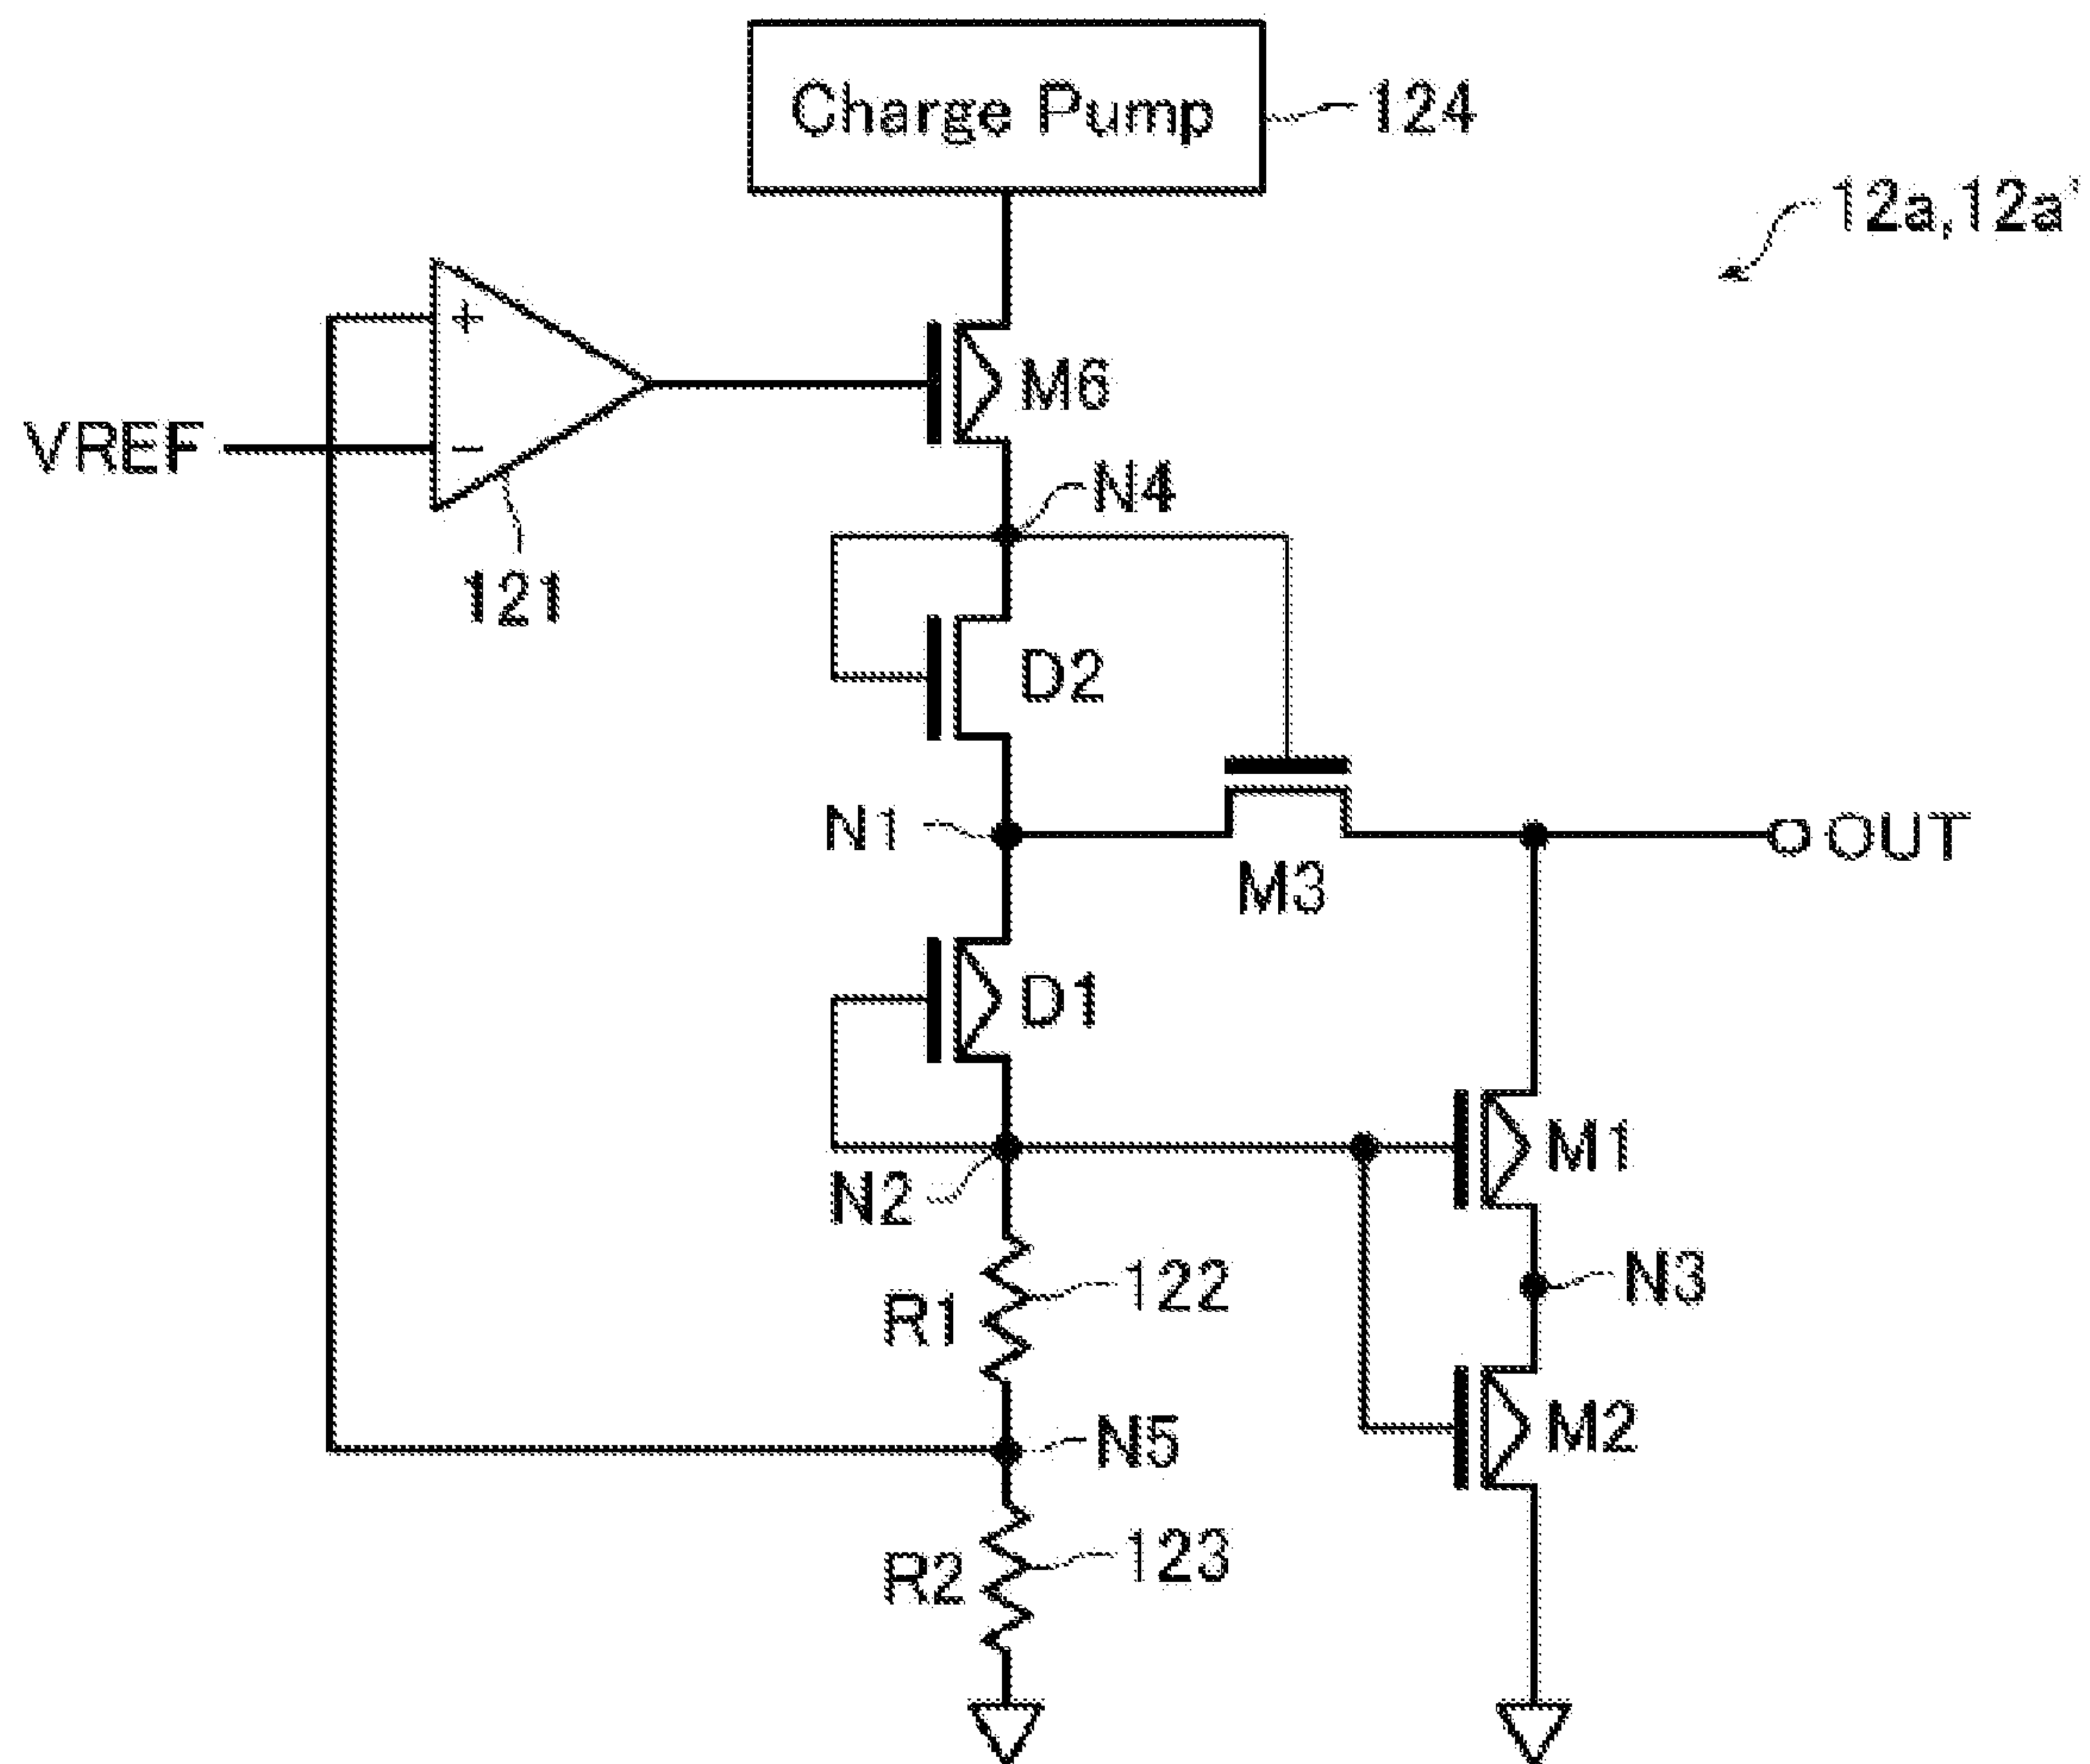 Charge Pump
124
12a,12a'
+
M6
VREF
-
N4
121
D2
N1
OUT
M3
D1
M1
N2
122
N3
R1
M2
N5
123
R2